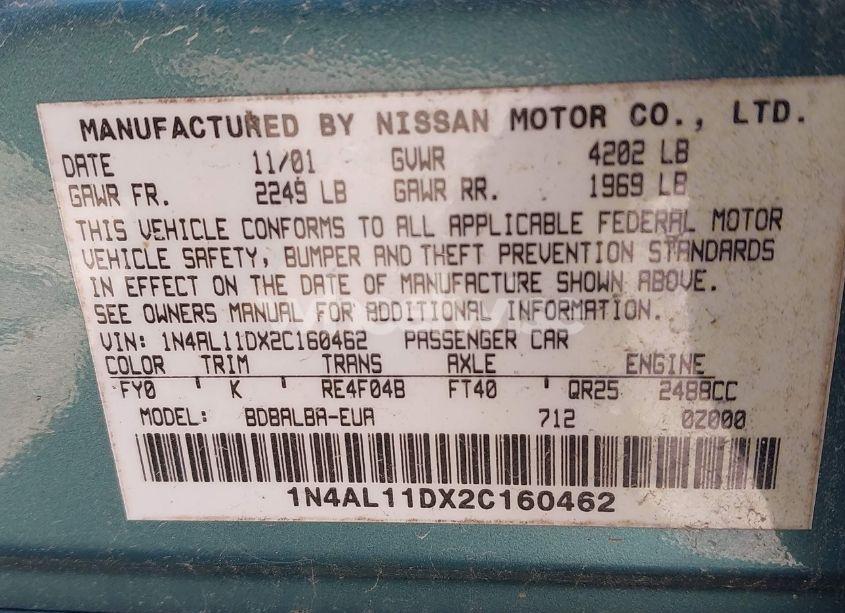 MANUFACTURED BY NISSAN MOTOR CO., LTD.
DATE 11/01 GVWR 4202 LB
GAWR FR. 2249 LB GAWR RR. 1969 LB
THIS VEHICLE CONFORMS TO ALL APPLICABLE FEDERAL MOTOR
VEHICLE SAFETY, BUMPER AND THEFT PREVENTION STANDARDS
IN EFFECT ON THE DATE OF MANUFACTURE SHOWN ABOVE.
SEE OWNERS MANUAL FOR ADDITIONAL INFORMATION.
VIN: 1N4AL11DX2C160462 PASSENGER CAR
COLOR TRIM TRANS AXLE ENGINE
FY0 K RE4F04B FT40 QR25 2488CC
MODEL: BDBALBA-EUA 712 0Z000
1N4AL11DX2C160462